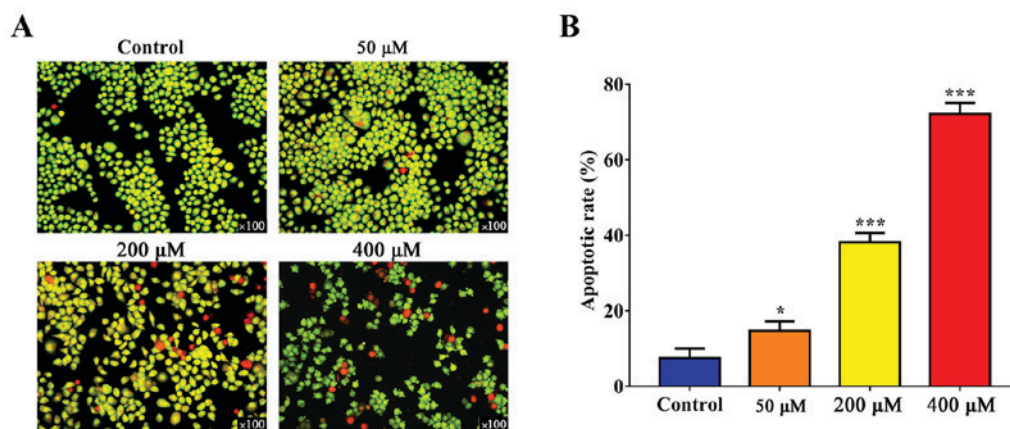 A
Control
50 μM
×100
×100
200 μM
400 μM
×100
×100
B
Apoptotic rate (%)
80
60
40
20
0
*
***
***
Control
50 μM
200 μM
400 μM